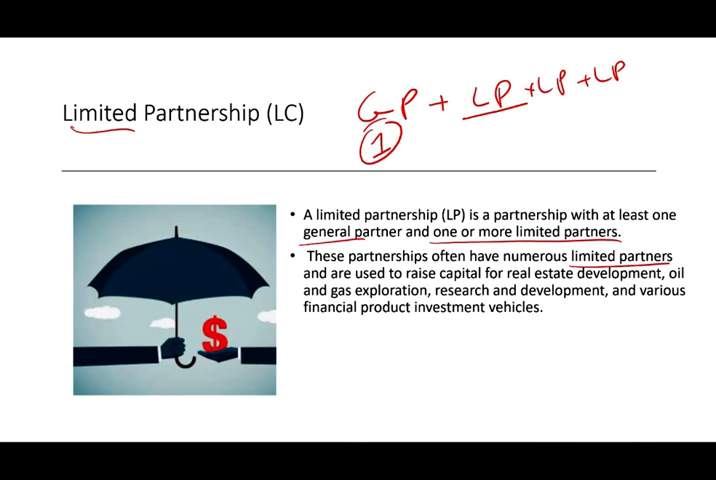 Limited Partnership (LC)
GP + LP + LP + LP
1
• A limited partnership (LP) is a partnership with at least one
general partner and one or more limited partners.
• These partnerships often have numerous limited partners
and are used to raise capital for real estate development, oil
and gas exploration, research and development, and various
financial product investment vehicles.
$